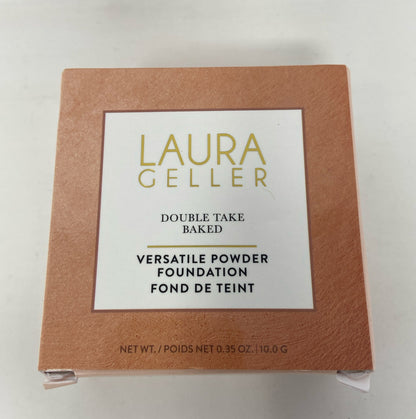 LAURA
GELLER
DOUBLE TAKE
BAKED
VERSATILE POWDER
FOUNDATION
FOND DE TEINT
NET WT. / POIDS NET 0.35 OZ. | 10.0 G